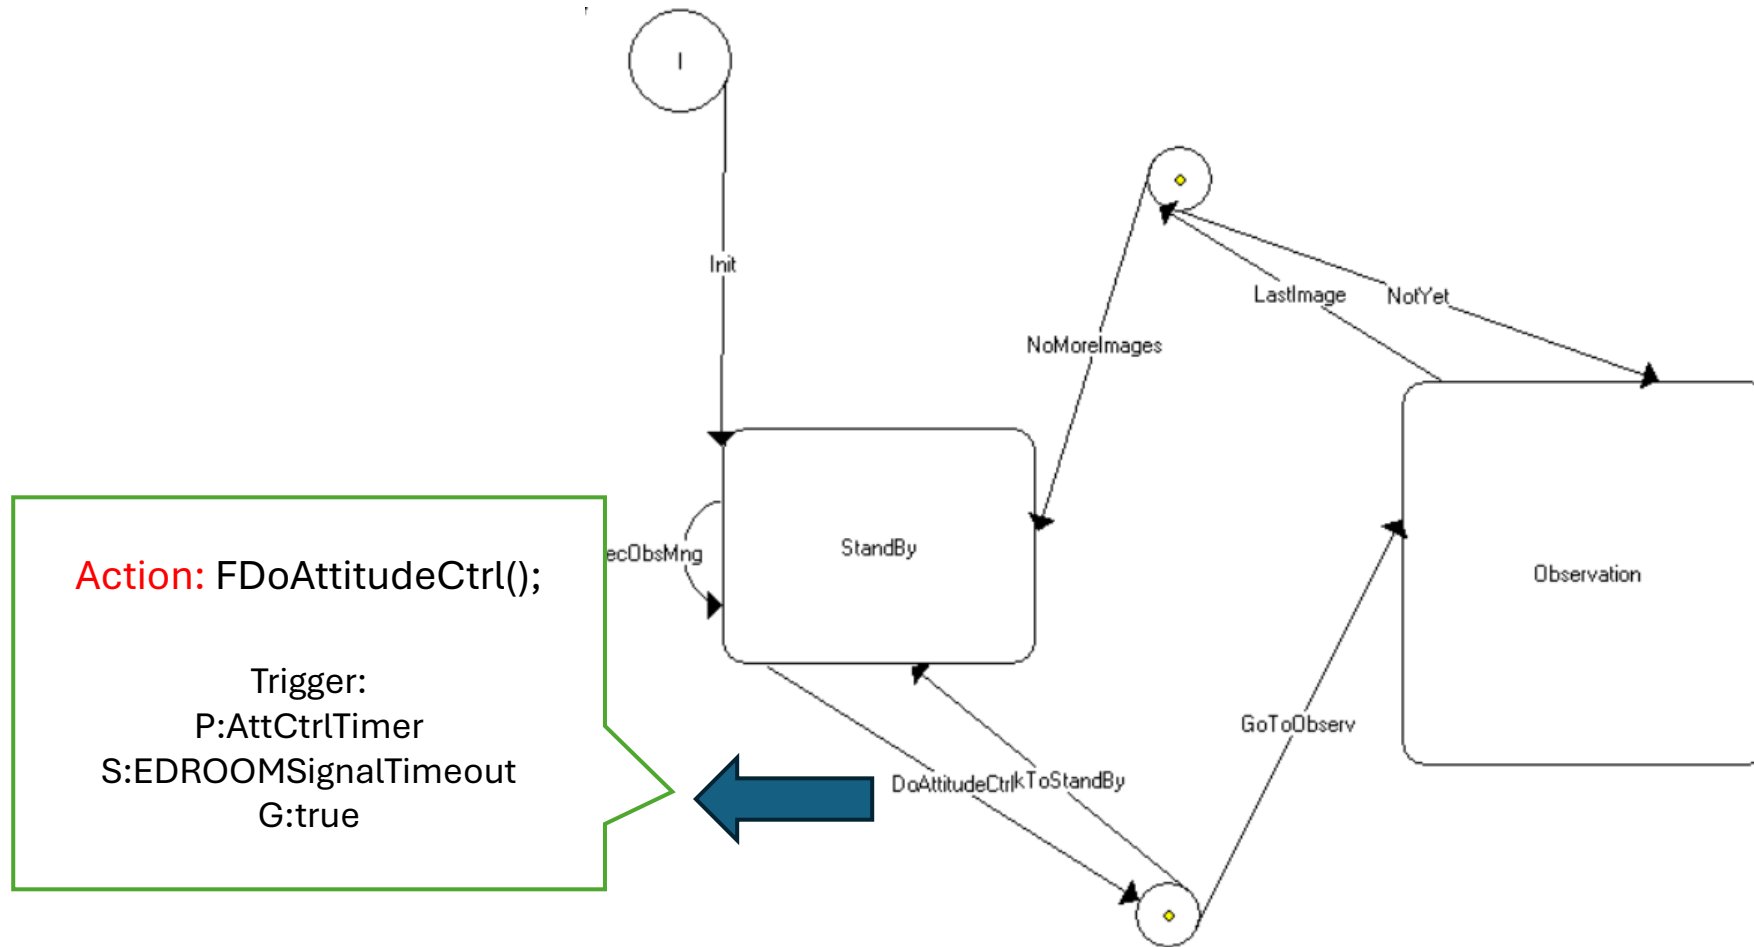 I
Init
LastImage
NotYet
NoMoreImages
StandBy
ecObsMng
Observation
Action: FDoAttitudeCtrl();
Trigger:
P:AttCtrlTimer
S:EDROOMSignalTimeout
G:true
GoToObserv
DoAttitudeCtrl
kToStandBy